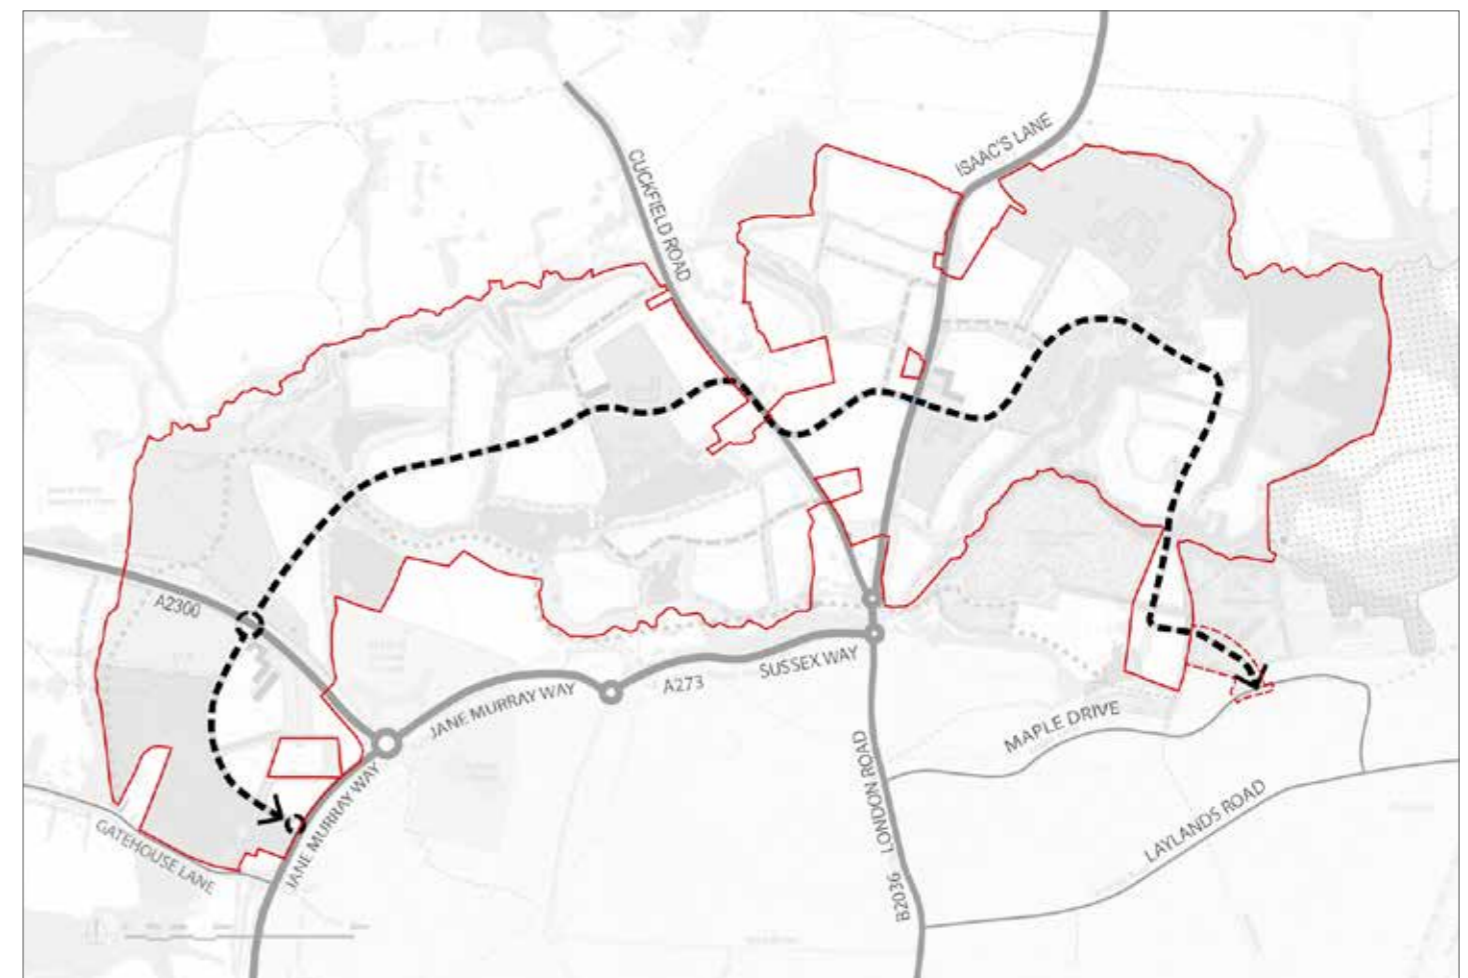 ISAAC'S LANE
CUCKFIELD ROAD
A2300
SUSSEX WAY
A273
JANE MURRAY WAY
MAPLE DRIVE
LONDON ROAD
B2036
JANE MURRAY WAY
LAYLANDS ROAD
GATEHOUSE LANE